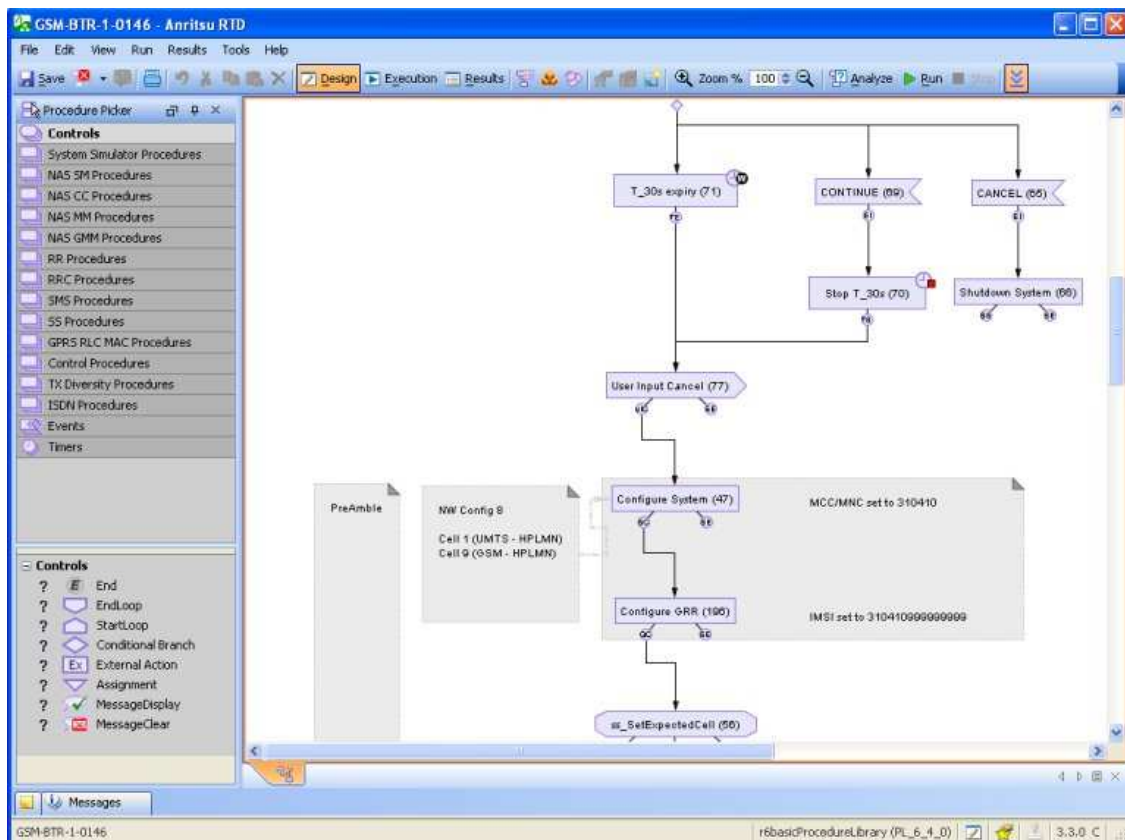 GSM-BTR-1-0146 - Anritsu RTD
File Edit View Run Results Tools Help
Save Design Execution Results Zoom % 100 Analyze Run
Procedure Picker
Controls
System Simulator Procedures
NAS SM Procedures
NAS CC Procedures
NAS MM Procedures
NAS GMM Procedures
RR Procedures
RRC Procedures
SMS Procedures
SS Procedures
GPRS RLC MAC Procedures
Control Procedures
TX Diversity Procedures
ISDN Procedures
Events
Timers
Controls
? E End
? EndLoop
? StartLoop
? Conditional Branch
? Ex External Action
? Assignment
? MessageDisplay
? MessageClear
T_30s expiry (71)
W
CONTINUE (69)
CANCEL (65)
Stop T_30s (70)
Shutdown System (66)
User Input Cancel (77)
PreAmble
NW Config 8
Cell 1 (UMTS - HPLMN)
Cell 9 (GSM - HPLMN)
Configure System (47)
MCC/MNC set to 310410
Configure GRR (196)
IMSI set to 310410999999999
ss_SetExpectedCell (56)
Messages
GSM-BTR-1-0146
r6basicProcedureLibrary (PL_6_4_0)
3.3.0 C